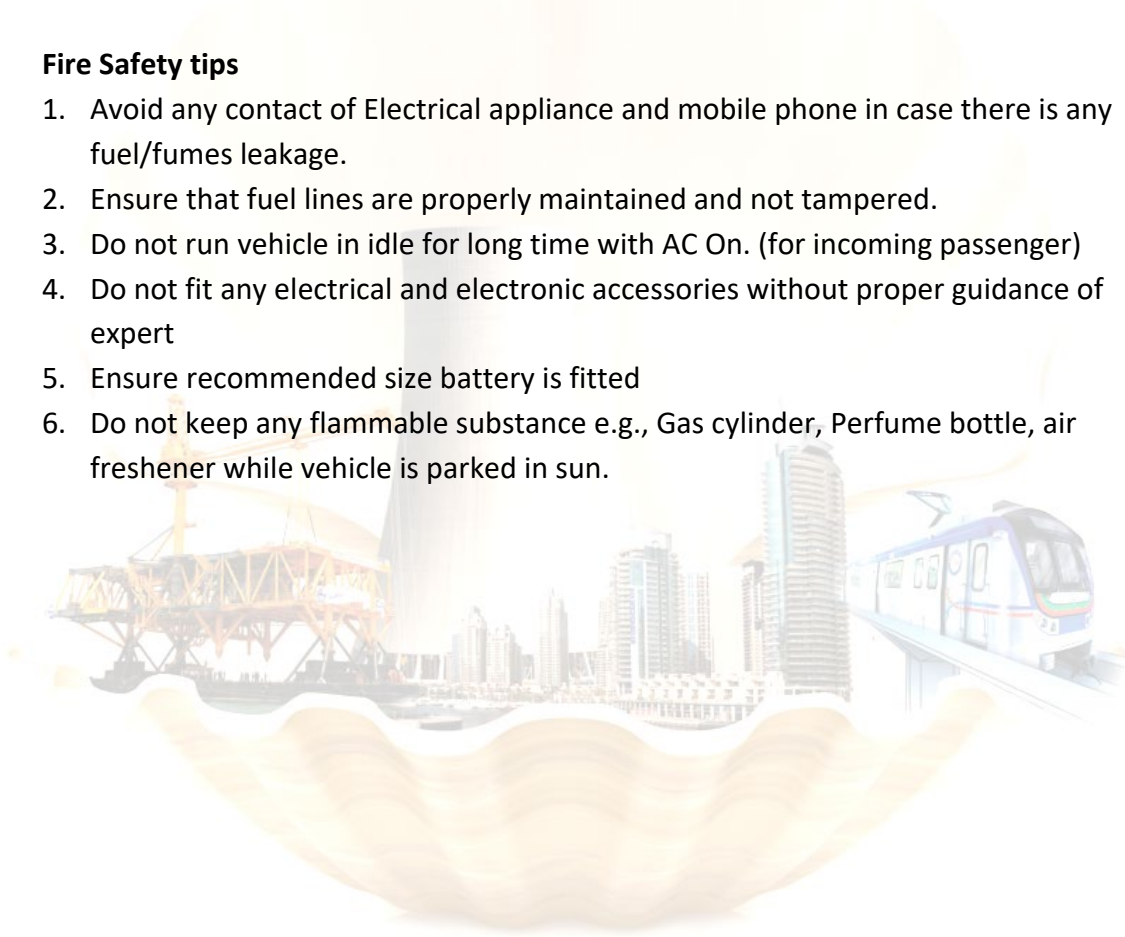 Fire Safety tips
1. Avoid any contact of Electrical appliance and mobile phone in case there is any
fuel/fumes leakage.
2. Ensure that fuel lines are properly maintained and not tampered.
3. Do not run vehicle in idle for long time with AC On. (for incoming passenger)
4. Do not fit any electrical and electronic accessories without proper guidance of
expert
5. Ensure recommended size battery is fitted
6. Do not keep any flammable substance e.g., Gas cylinder, Perfume bottle, air
freshener while vehicle is parked in sun.